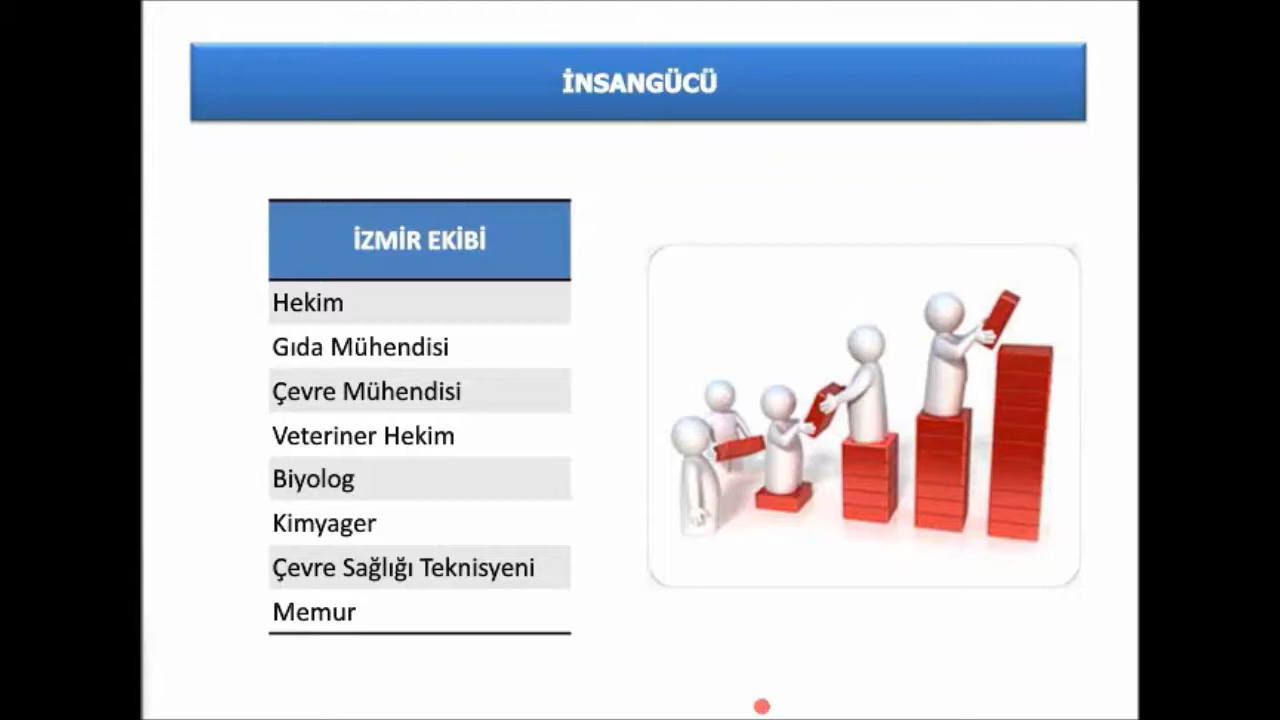 İNSANGÜCÜ
İZMİR EKİBİ
Hekim
Gıda Mühendisi
Çevre Mühendisi
Veteriner Hekim
Biyolog
Kimyager
Çevre Sağlığı Teknisyeni
Memur